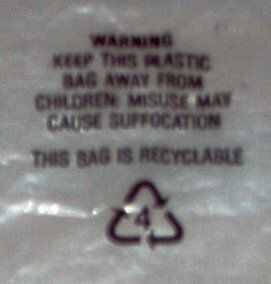 WARNING
KEEP THIS PLASTIC
BAG AWAY FROM
CHILDREN: MISUSE MAY
CAUSE SUFFOCATION
THIS BAG IS RECYCLABLE
4